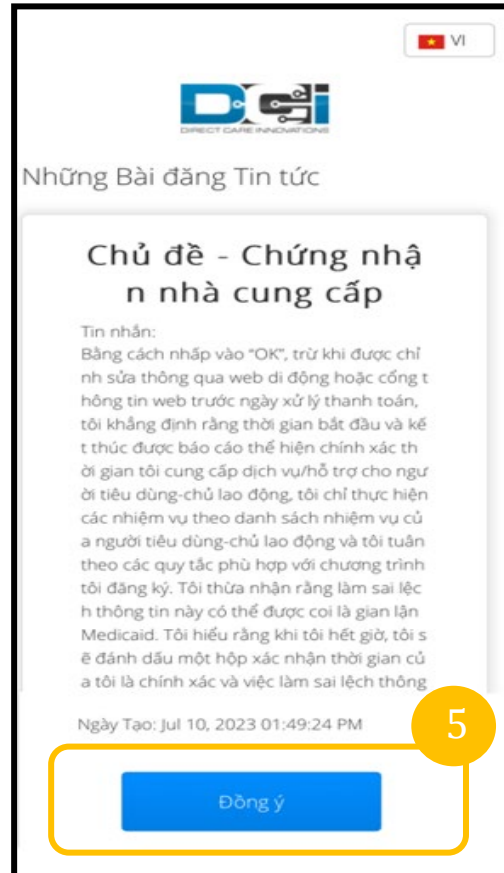 VI
DCi
DIRECT CARE INNOVATIONS
Những Bài đăng Tin tức
Chủ đề - Chứng nhậ
n nhà cung cấp
Tin nhắn:
Bằng cách nhấp vào "OK", trừ khi được chỉ
nh sửa thông qua web di động hoặc cổng t
hông tin web trước ngày xử lý thanh toán,
tôi khẳng định rằng thời gian bắt đầu và kế
t thúc được báo cáo thể hiện chính xác th
ời gian tôi cung cấp dịch vụ/hỗ trợ cho ngư
ời tiêu dùng-chủ lao động, tôi chỉ thực hiện
các nhiệm vụ theo danh sách nhiệm vụ củ
a người tiêu dùng-chủ lao động và tôi tuân
theo các quy tắc phù hợp với chương trình
tôi đăng ký. Tôi thừa nhận rằng làm sai lệc
h thông tin này có thể được coi là gian lận
Medicaid. Tôi hiểu rằng khi tôi hết giờ, tôi s
ẽ đánh dấu một hộp xác nhận thời gian củ
a tôi là chính xác và việc làm sai lệch thông
Ngày Tạo: Jul 10, 2023 01:49:24 PM
5
Đồng ý